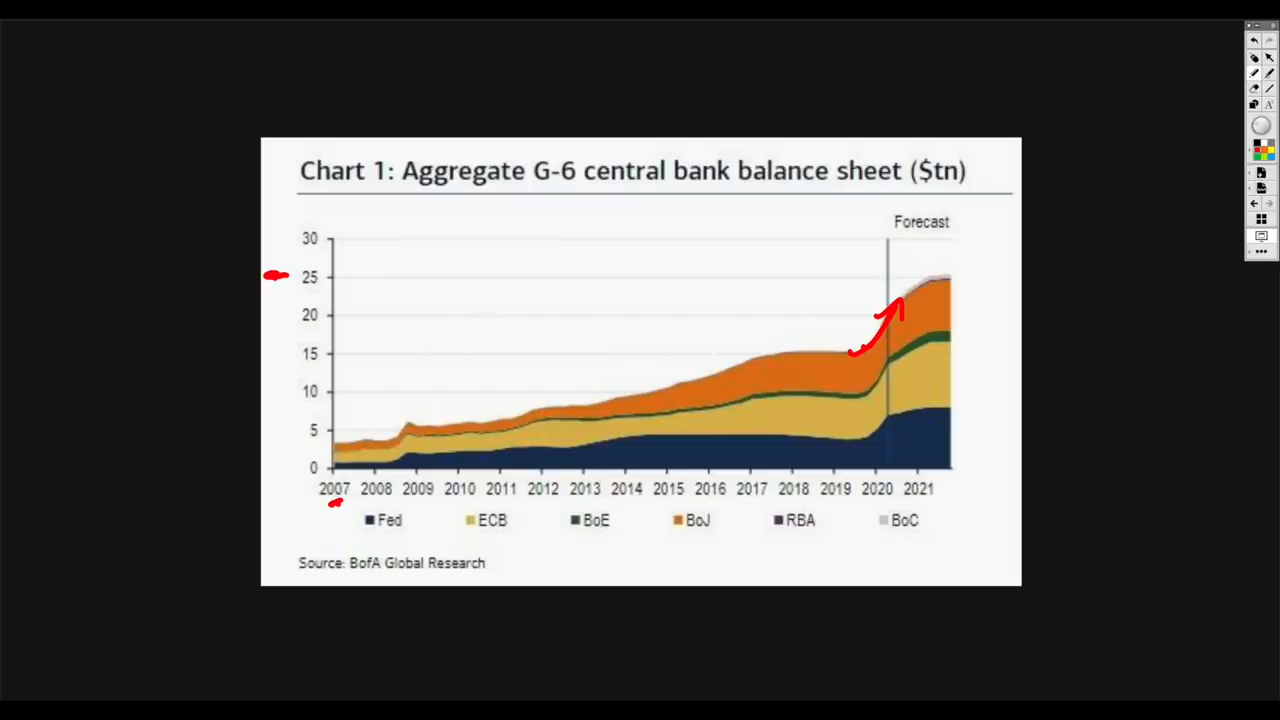 Chart 1: Aggregate G-6 central bank balance sheet ($tn)
Forecast
30
25
20
15
10
5
0
2007 2008 2009 2010 2011 2012 2013 2014 2015 2016 2017 2018 2019 2020 2021
Fed ECB BoE BoJ RBA BoC
Source: BofA Global Research
A